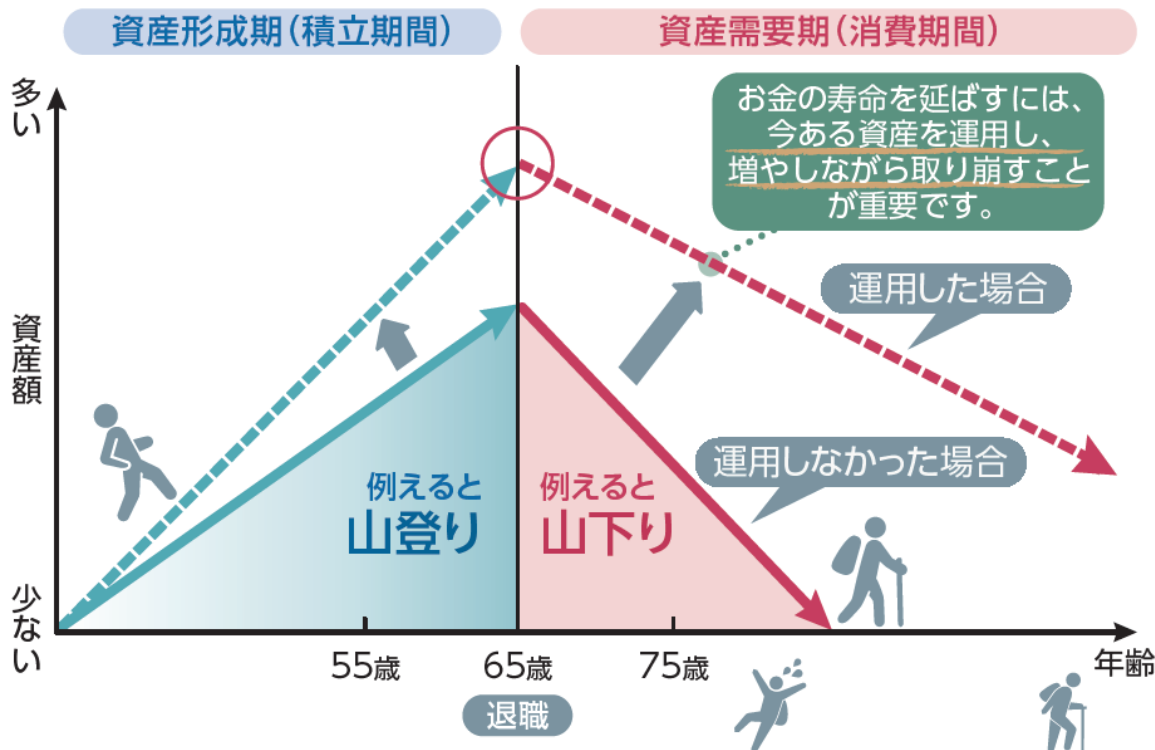 資産形成期(積立期間)
資産需要期(消費期間)
多い
お金の寿命を延ばすには、
今ある資産を運用し、
増やしながら取り崩すこと
が重要です。
運用した場合
資産額
運用しなかった場合
例えると
山登り
例えると
山下り
少ない
55歳
65歳
75歳
年齢
退職